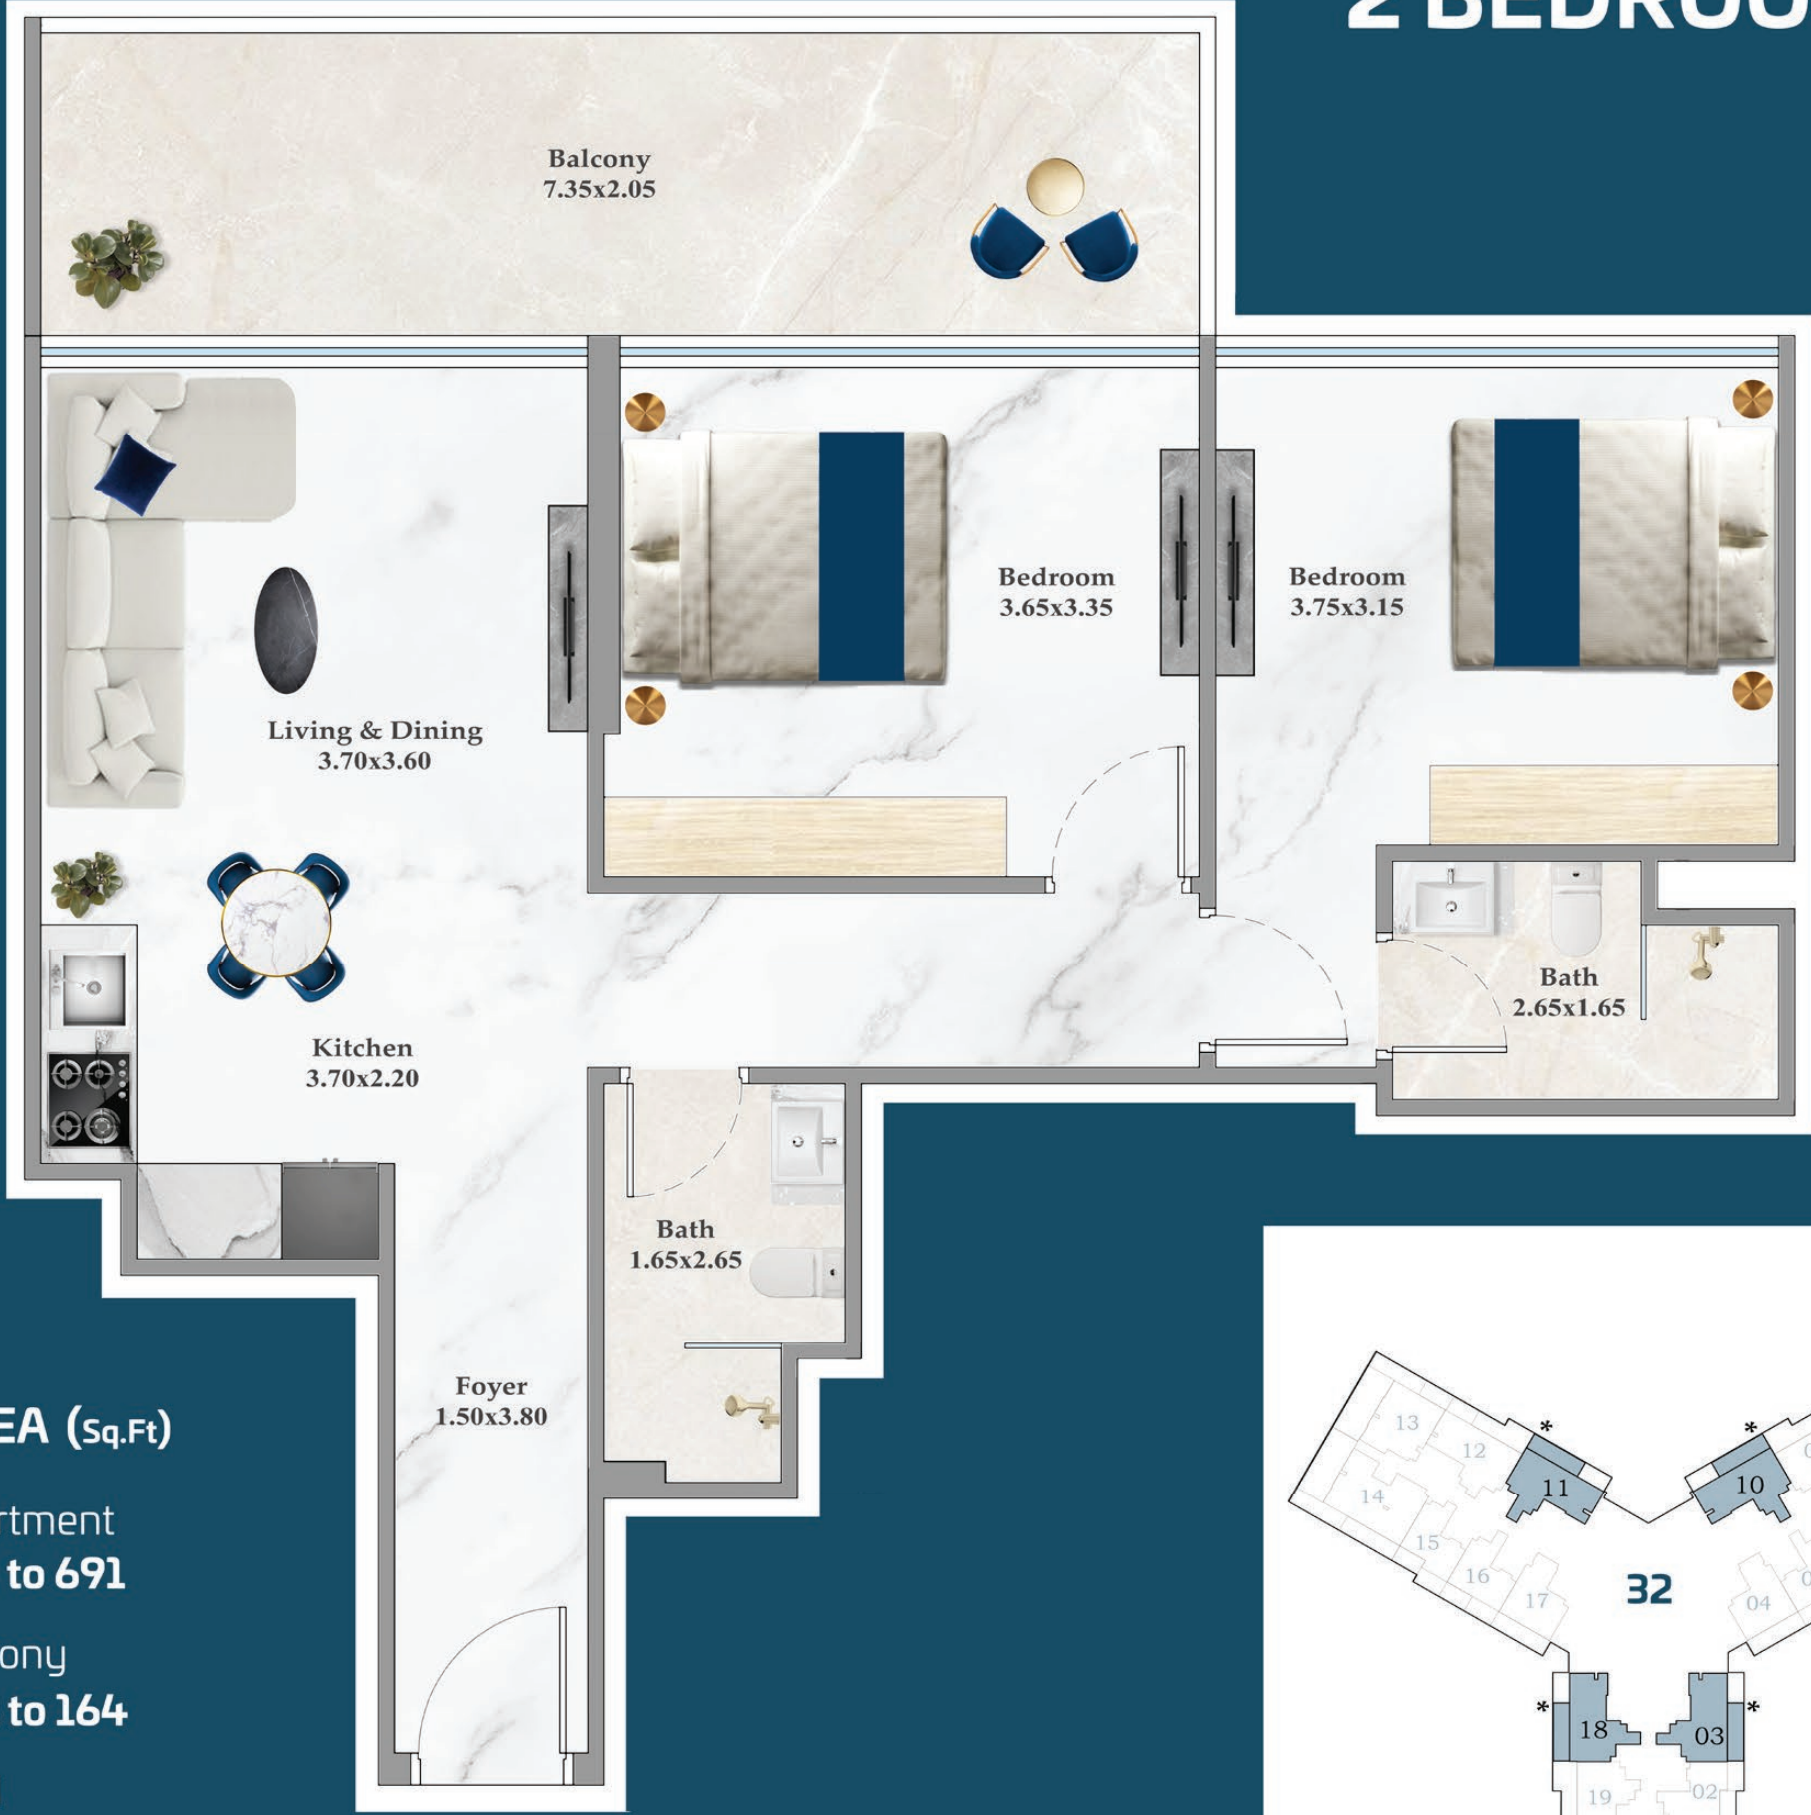 2 BEDROO
Balcony
7.35x2.05
Bedroom
3.65x3.35
Bedroom
3.75x3.15
Living & Dining
3.70x3.60
Bath
2.65x1.65
Kitchen
3.70x2.20
Bath
1.65x2.65
Foyer
1.50x3.80
EA (Sq.Ft)
rtment
to 691
ony
to 164
13
12
*
11
*
10
14
15
16
17
32
04
*
18
03
*
19
02